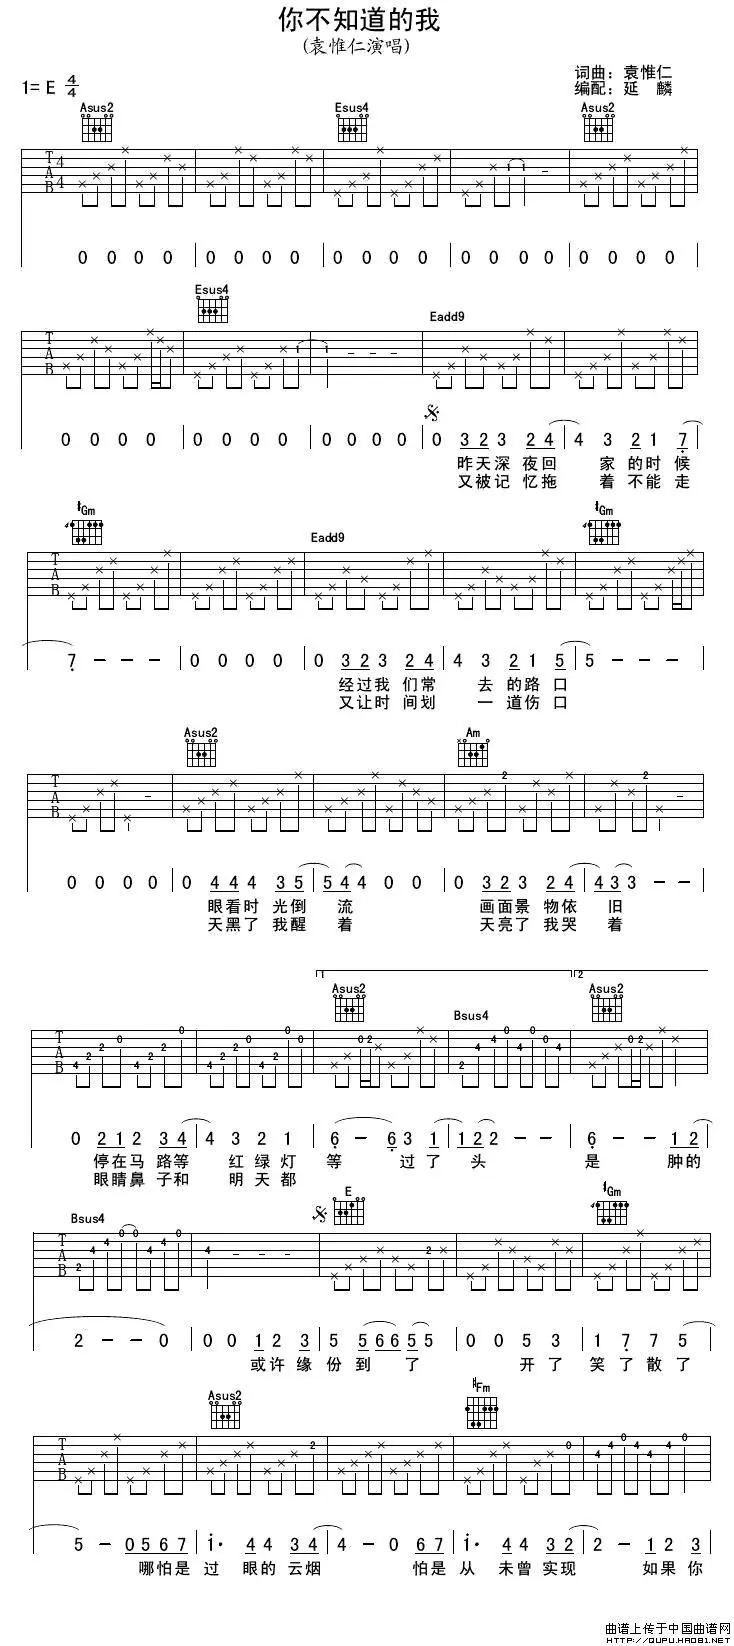 你不知道的我
(袁惟仁演唱)
1= E 4/4
词曲: 袁惟仁
编配: 延 麟
Asus2 Esus4 Asus2
T A B 4 4
0 0 0 0 0 0 0 0 0 0 0 0 0 0 0 0 0 0 0 0
Esus4 Eadd9
T A B
0 0 0 0 0 0 0 0 0 0 0 0 0 3 2 3 2 4 4 3 2 1 7
昨天深 夜回 家 的时 候
又被记 忆拖 着 不能 走
♯Gm Eadd9 ♯Gm
T A B
7 - - - 0 0 0 0 0 3 2 3 2 4 4 3 2 1 5 5 - - -
经过我 们常 去 的路 口
又让时 间划 一 道伤 口
Asus2 Am
T A B 2 2
0 0 0 0 0 4 4 4 3 5 5 4 4 0 0 0 3 2 3 2 4 4 3 3 - -
眼看时 光倒 流 画面景 物依 旧
天黑了 我醒 着 天亮了 我哭 着
1 2
Asus2 Bsus4 Asus2
T A B
0 2 1 2 3 4 4 3 2 1 6 - 6 3 1 1 2 2 - - 6 - 1 2
停在马 路等 红 绿 灯 等 过 了 头 是 肿的
眼睛鼻 子和 明 天 都
Bsus4 E ♯Gm
T A B
2 - - 0 0 0 1 2 3 5 5 6 6 5 5 0 0 5 3 1 7 7 5
或许 缘 份 到 了 开 了 笑 了 散 了
Asus2 ♯Fm
T A B
5 - 0 5 6 7 1· 4 4 3 4 4 - 0 6 7 1· 4 4 3 2 2 - 1 2 3
哪怕是 过 眼的 云烟 怕是 从 未曾 实现 如果 你
曲谱上传于中国曲谱网
HTTP://QUPU.HAO81.NET